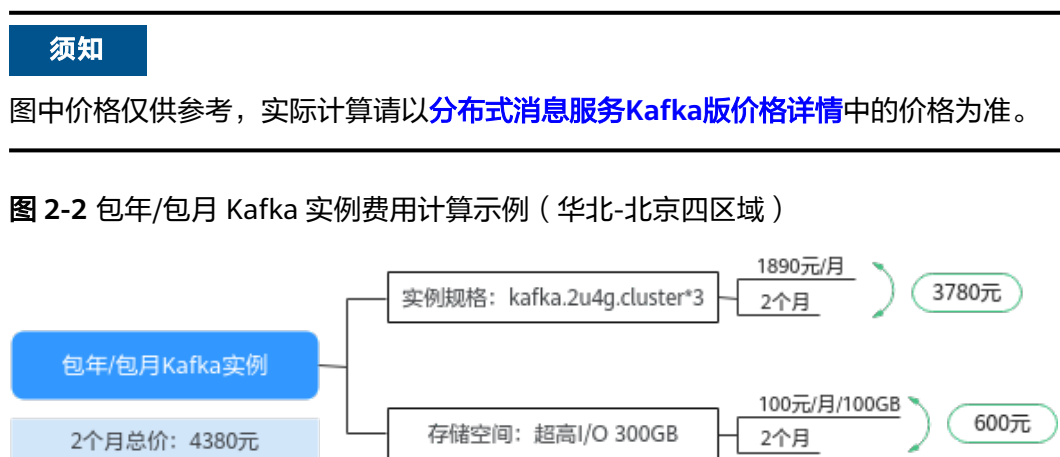 须知
图中价格仅供参考，实际计算请以分布式消息服务Kafka版价格详情中的价格为准。
图 2-2 包年/包月 Kafka 实例费用计算示例（华北-北京四区域）
1890元/月
实例规格：kafka.2u4g.cluster*3
2个月
3780元
包年/包月Kafka实例
2个月总价：4380元
100元/月/100GB
存储空间：超高I/O 300GB
2个月
600元